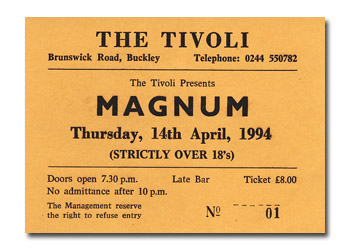 THE TIVOLI
Brunswick Road, Buckley Telephone: 0244 550782
The Tivoli Presents
MAGNUM
Thursday, 14th April, 1994
(STRICTLY OVER 18's)
Doors open 7.30 p.m. Late Bar Ticket £8.00
No admittance after 10 p.m.
The Management reserve
the right to refuse entry
No 01